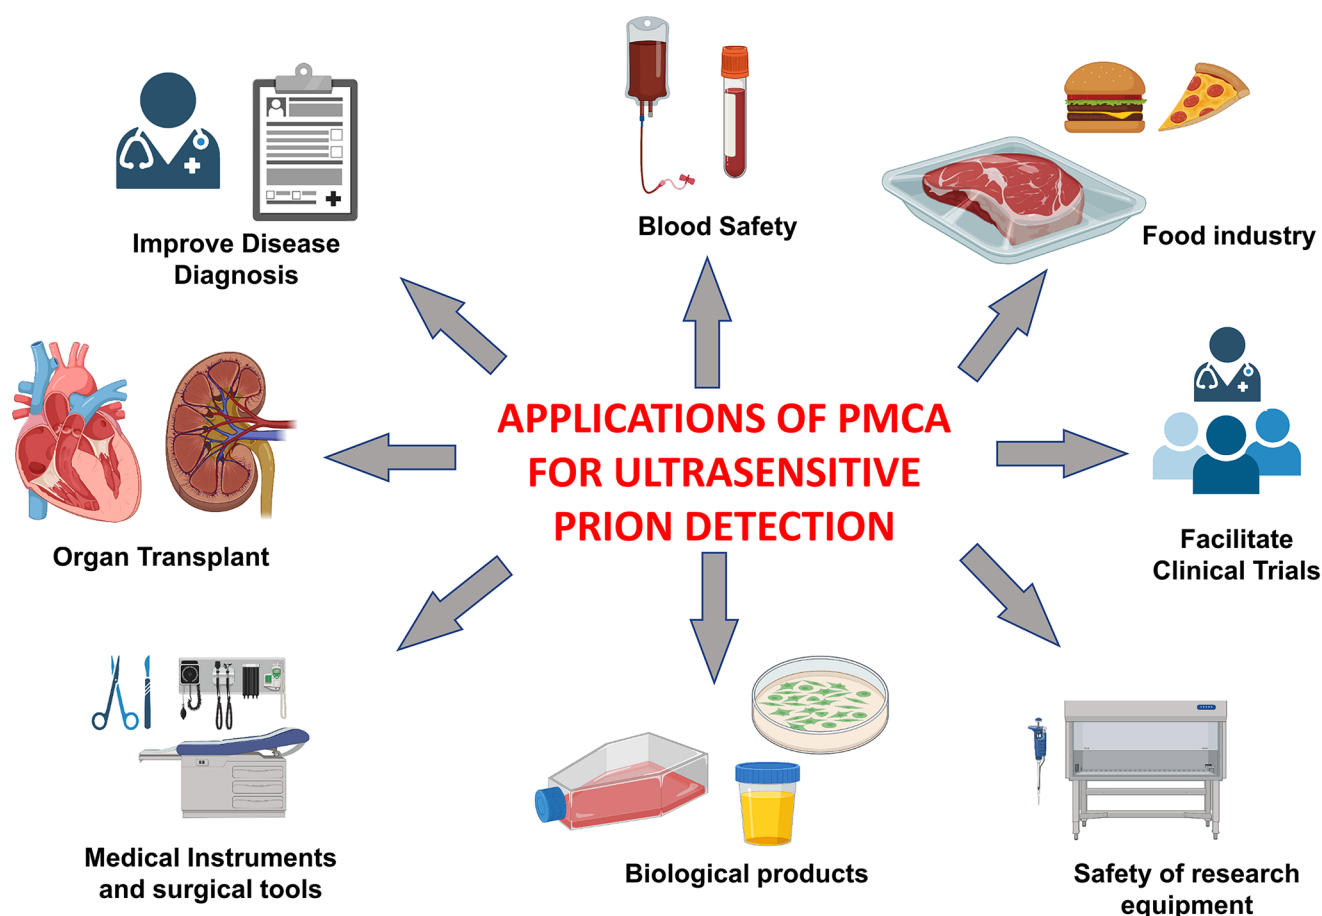 Blood Safety
Improve Disease
Diagnosis
Food industry
APPLICATIONS OF PMCA
FOR ULTRASENSITIVE
PRION DETECTION
Organ Transplant
Facilitate
Clinical Trials
Medical Instruments
and surgical tools
Biological products
Safety of research
equipment